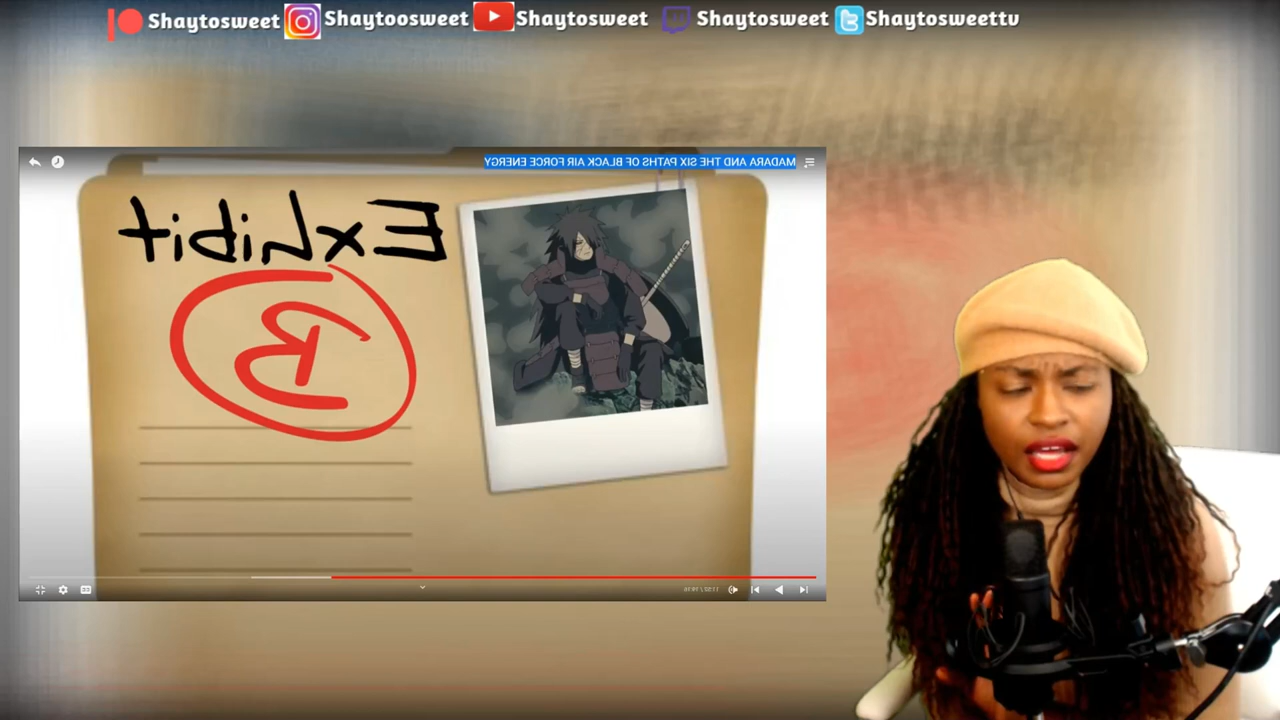 Shaytosweet Shaytoosweet Shaytosweet Shaytosweet Shaytosweettv
MADARA AND THE SIX PATHS OF BLACK AIR FORCE ENERGY
Exhibit
B